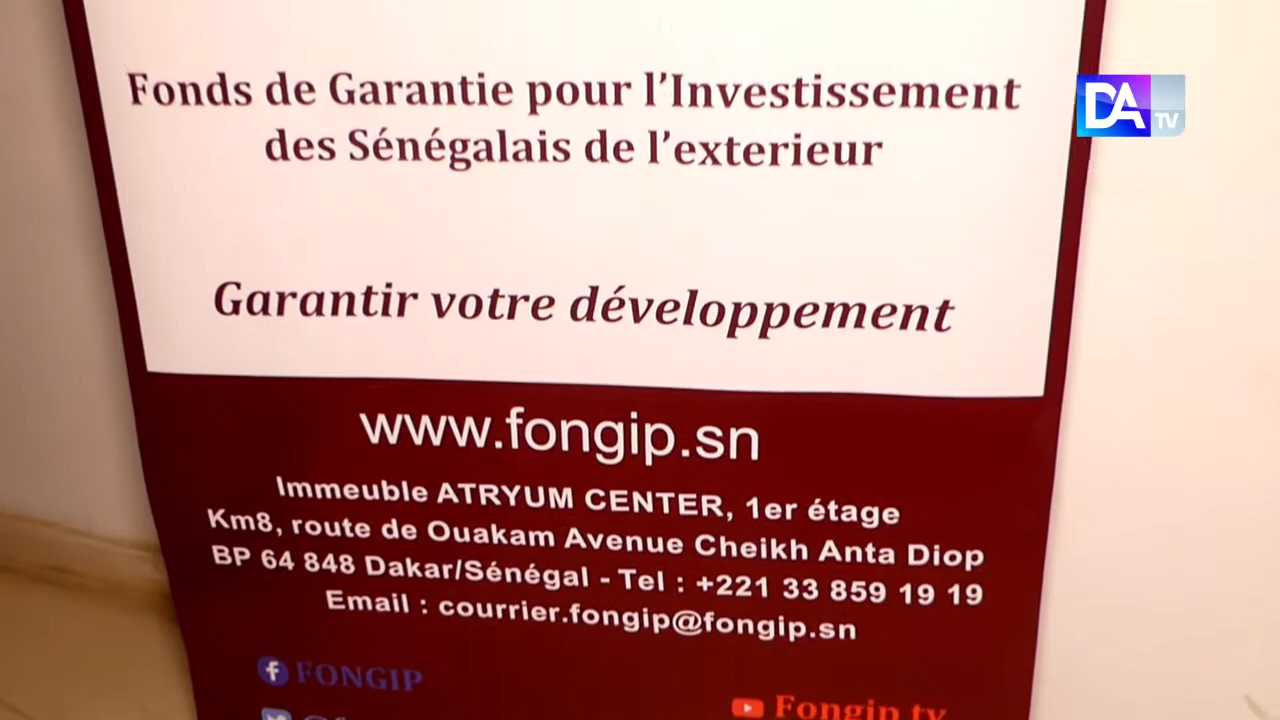 Fonds de Garantie pour l'Investissement
des Sénégalais de l'exterieur
DA TV
Garantir votre développement
www.fongip.sn
Immeuble ATRYUM CENTER, 1er étage
Km8, route de Ouakam Avenue Cheikh Anta Diop
BP 64 848 Dakar/Sénégal - Tel : +221 33 859 19 19
Email : courrier.fongip@fongip.sn
FONGIP
Fongip tv